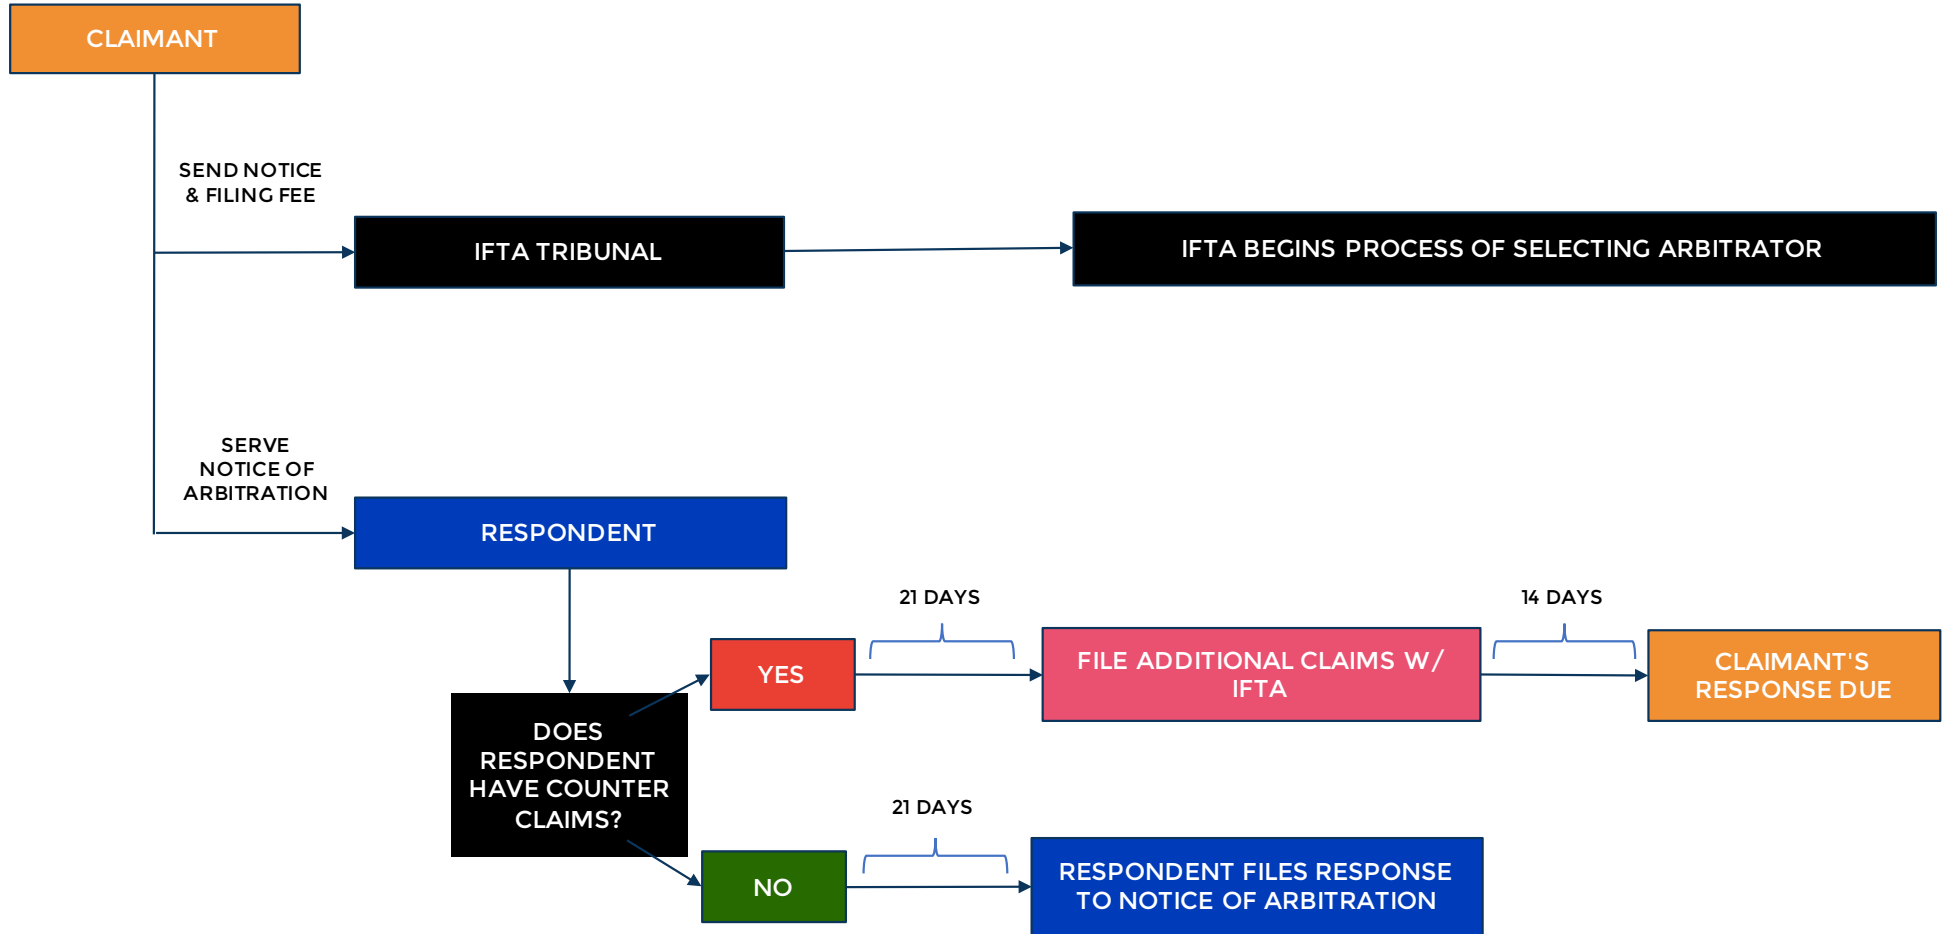 CLAIMANT
SEND NOTICE
& FILING FEE
IFTA TRIBUNAL
IFTA BEGINS PROCESS OF SELECTING ARBITRATOR
SERVE
NOTICE OF
ARBITRATION
RESPONDENT
21 DAYS
14 DAYS
YES
FILE ADDITIONAL CLAIMS W/
IFTA
CLAIMANT'S
RESPONSE DUE
DOES
RESPONDENT
HAVE COUNTER
CLAIMS?
21 DAYS
NO
RESPONDENT FILES RESPONSE
TO NOTICE OF ARBITRATION